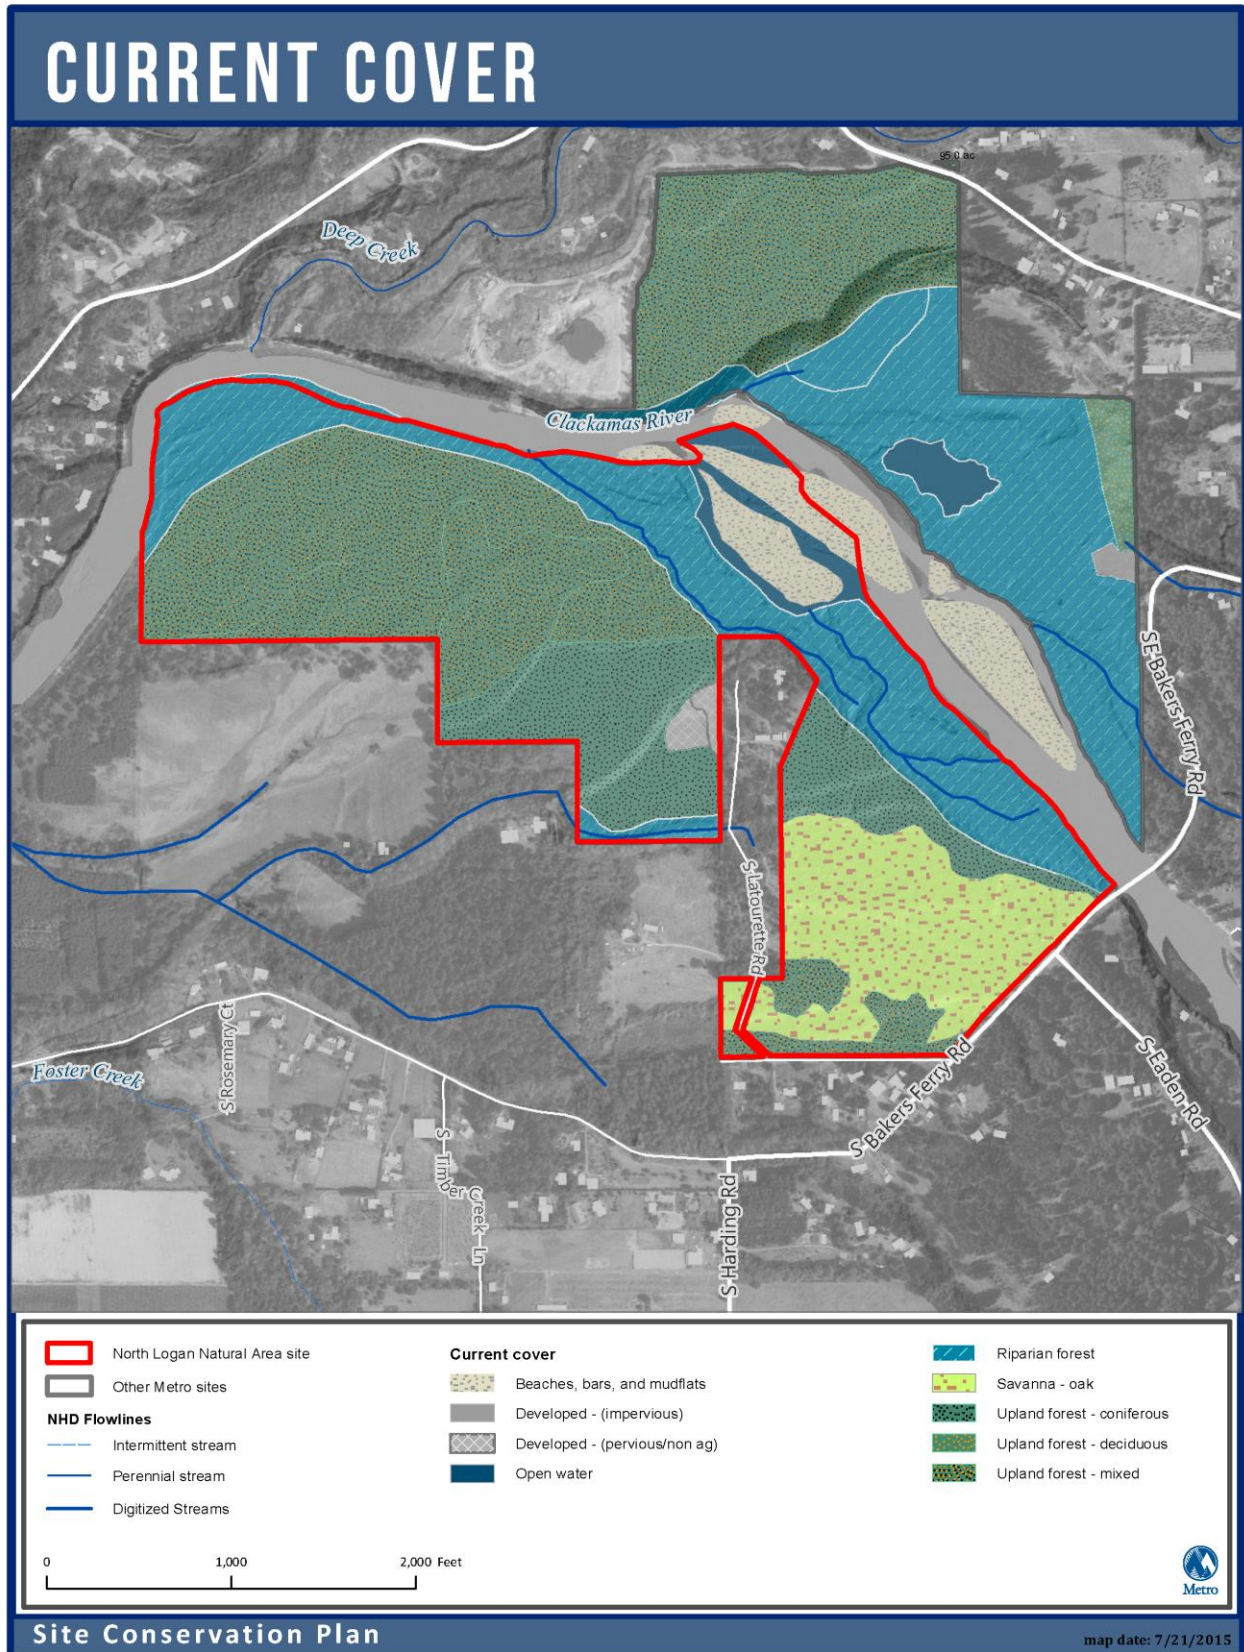 CURRENT COVER
95.0 ac
Deep Creek
Clackamas River
SE Bakers Ferry Rd
S Latourette Rd
S Rosemary Ct
Foster Creek
S Timber Creek Ln
S Harding Rd
S Bakers Ferry Rd
S Eaden Rd
North Logan Natural Area site
Other Metro sites
NHD Flowlines
Intermittent stream
Perennial stream
Digitized Streams
Current cover
Beaches, bars, and mudflats
Developed - (impervious)
Developed - (pervious/non ag)
Open water
Riparian forest
Savanna - oak
Upland forest - coniferous
Upland forest - deciduous
Upland forest - mixed
0 1,000 2,000 Feet
Metro
Site Conservation Plan
map date: 7/21/2015